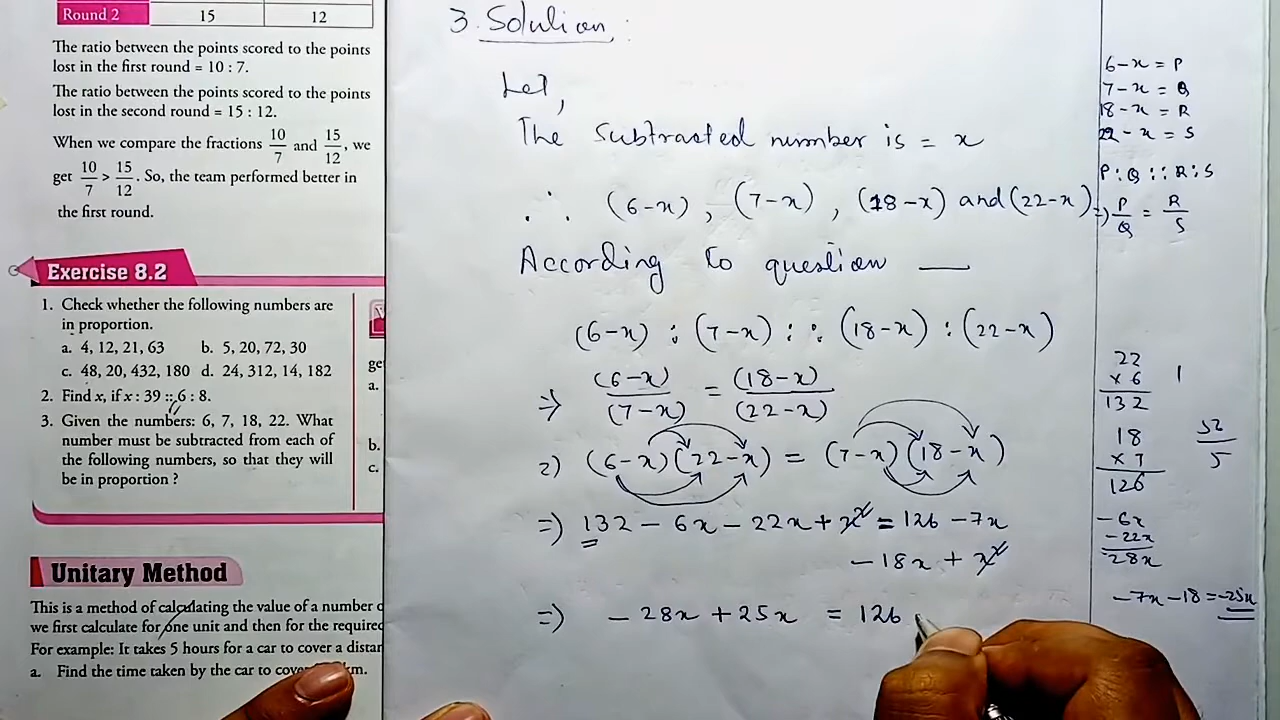 Round 2 15 12
The ratio between the points scored to the points
lost in the first round = 10 : 7.
The ratio between the points scored to the points
lost in the second round = 15 : 12.
When we compare the fractions 10/7 and 15/12, we
get 10/7 > 15/12. So, the team performed better in
the first round.
Exercise 8.2
1. Check whether the following numbers are
in proportion.
a. 4, 12, 21, 63 b. 5, 20, 72, 30
c. 48, 20, 432, 180 d. 24, 312, 14, 182
2. Find x, if x : 39 :: 6 : 8.
3. Given the numbers: 6, 7, 18, 22. What
number must be subtracted from each of
the following numbers, so that they will
be in proportion ?
ge
a.
b.
c.
Unitary Method
This is a method of calculating the value of a number
we first calculate for one unit and then for the required
For example: It takes 5 hours for a car to cover a distan
a. Find the time taken by the car to cove km.
3. Solution :
Let,
The Subtracted number is = x
∴ (6-x), (7-x), (18-x) and (22-x)
According to question —
(6-x) : (7-x) :: (18-x) : (22-x)
=> (6-x)/(7-x) = (18-x)/(22-x)
=> (6-x)(22-x) = (7-x)(18-x)
=> 132 - 6x - 22x + x² = 126 - 7x
- 18x + x²
=> - 28x + 25x = 126
6-x = P
7-x = Q
18-x = R
22-x = S
P:Q :: R:S
=> P/Q = R/S
22
× 6
132
1
18
× 7
126
52
5
-6x
-22x
-28x
-7x -18 = -25x